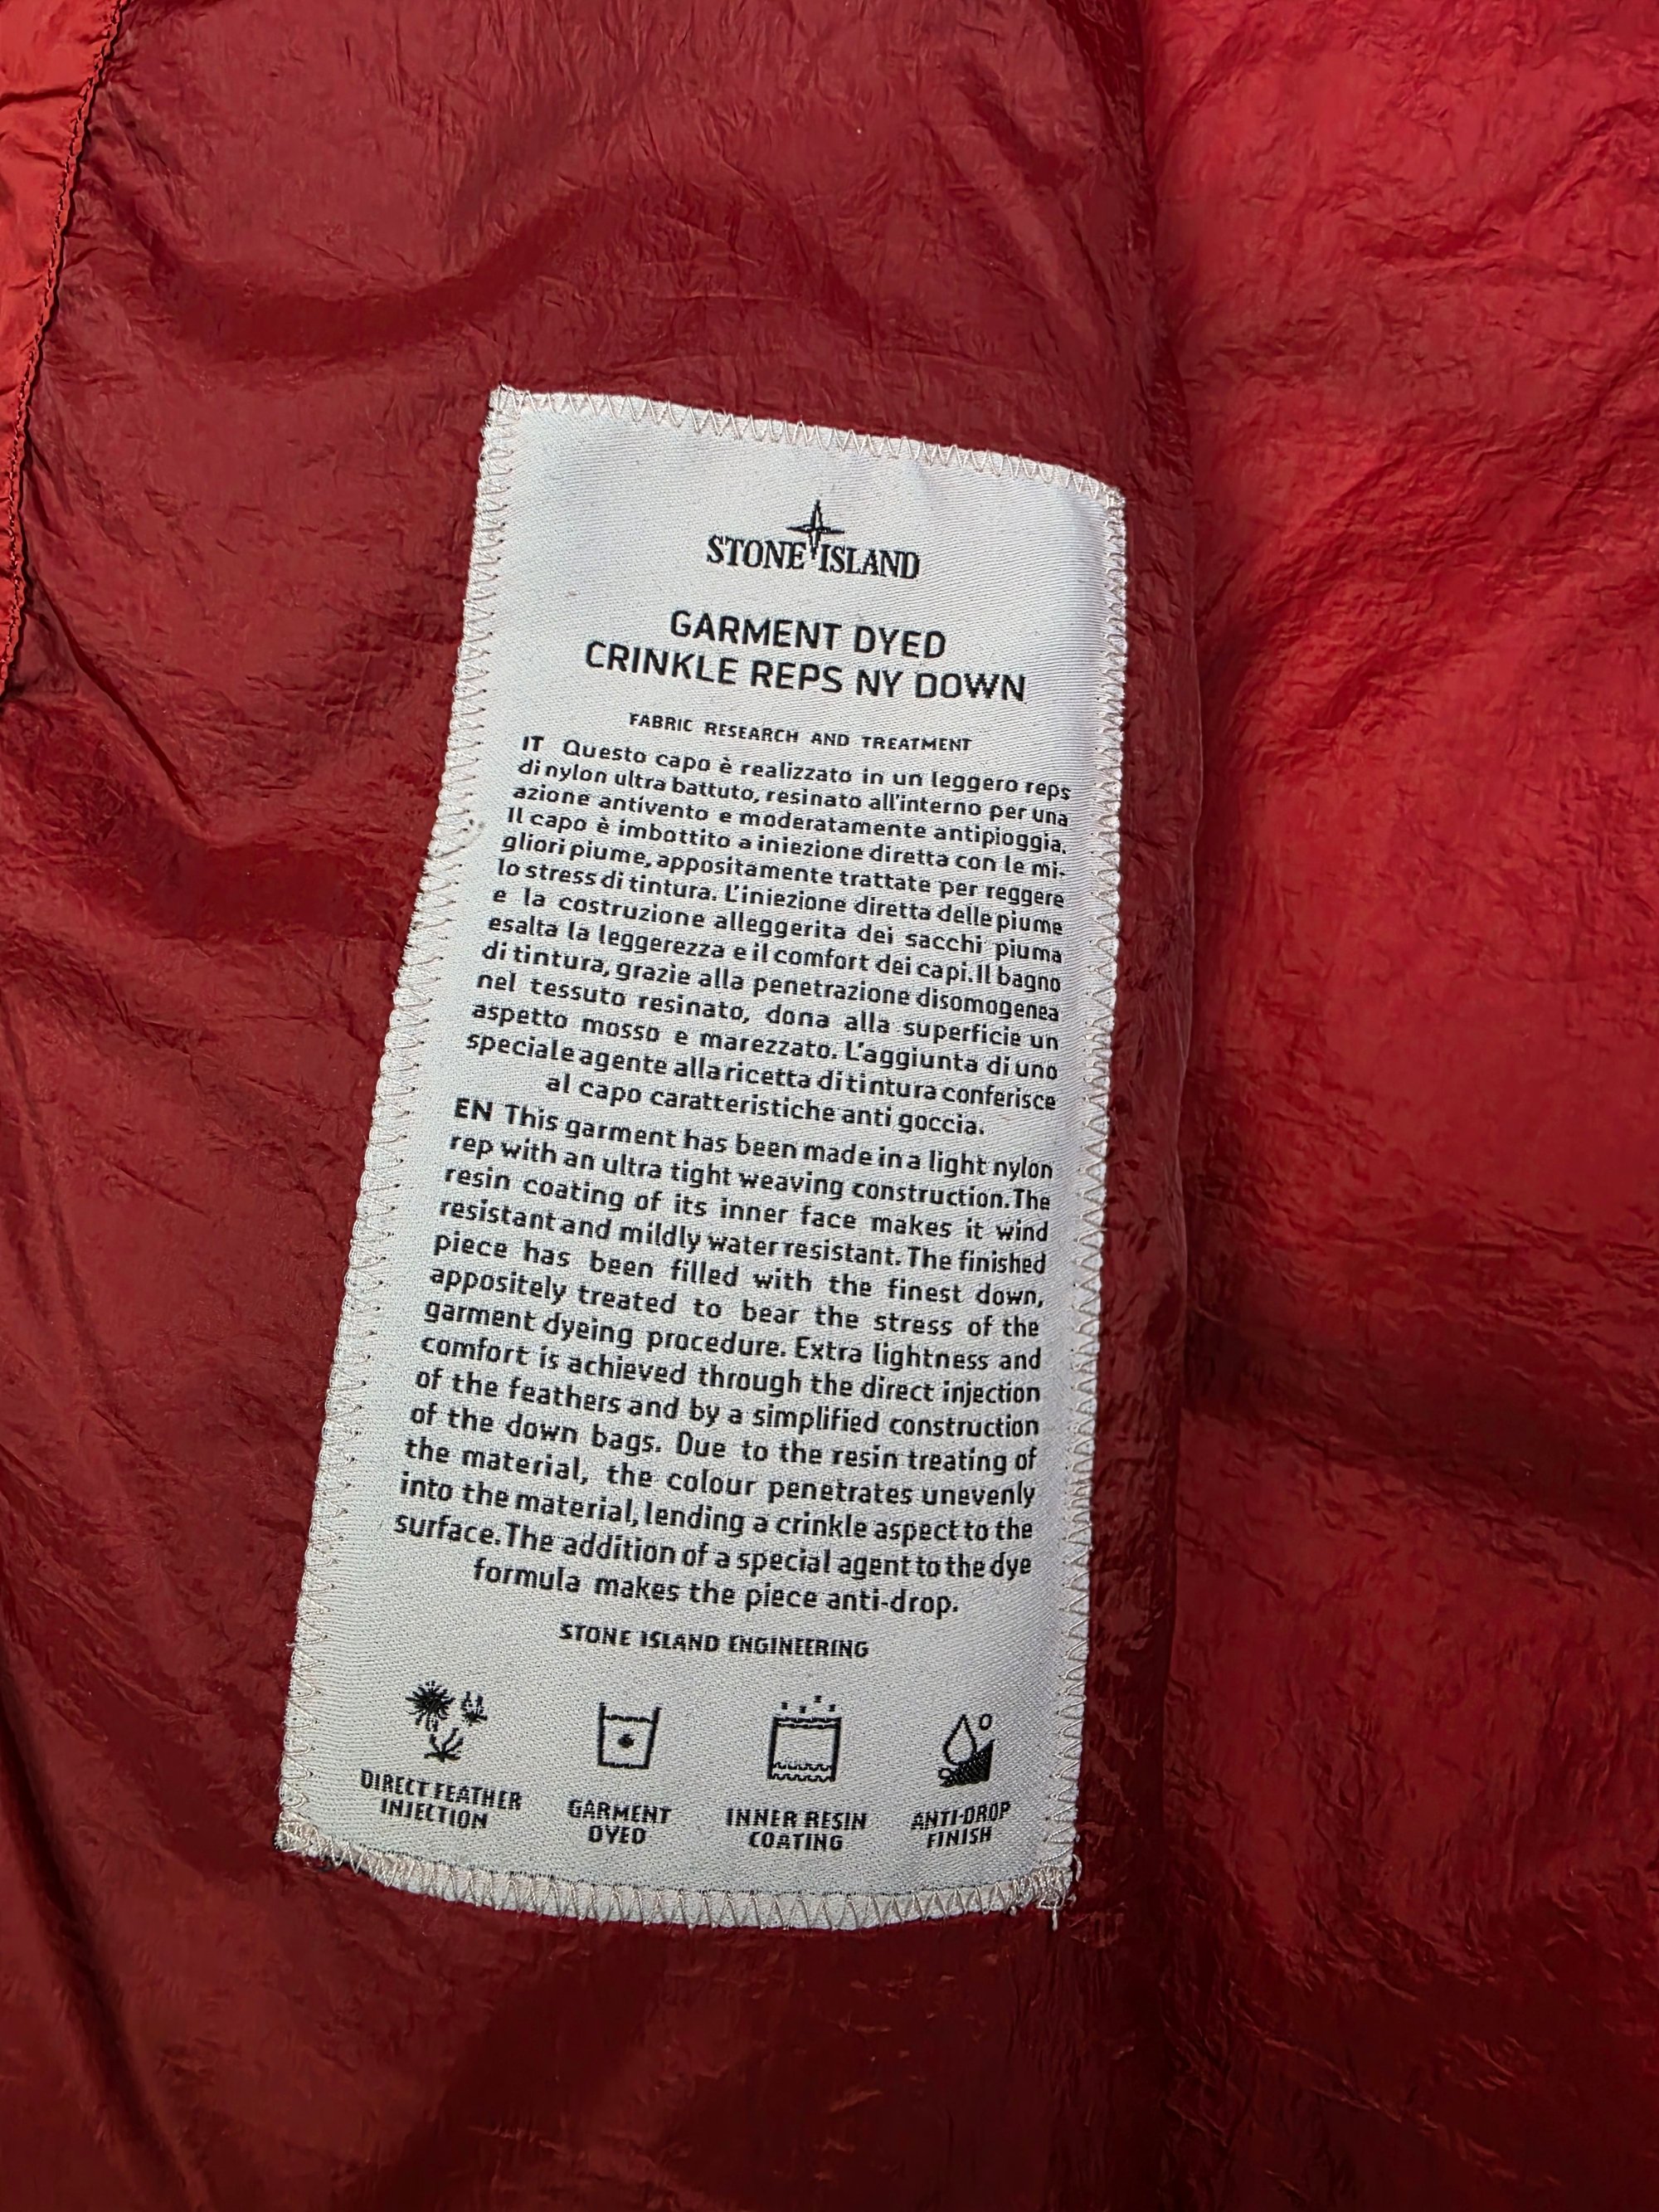 STONE ISLAND
GARMENT DYED
CRINKLE REPS NY DOWN
FABRIC RESEARCH AND TREATMENT
IT Questo capo è realizzato in un leggero reps
di nylon ultra battuto, resinato all'interno per una
azione antivento e moderatamente antipioggia.
Il capo è imbottito a iniezione diretta con le mi-
gliori piume, appositamente trattate per reggere
lo stress di tintura. L'iniezione diretta delle piume
e la costruzione alleggerita dei sacchi piuma
esalta la leggerezza e il comfort dei capi. Il bagno
di tintura, grazie alla penetrazione disomogenea
nel tessuto resinato, dona alla superficie un
aspetto mosso e marezzato. L'aggiunta di uno
speciale agente alla ricetta di tintura conferisce
al capo caratteristiche anti goccia.
EN This garment has been made in a light nylon
rep with an ultra tight weaving construction. The
resin coating of its inner face makes it wind
resistant and mildly water resistant. The finished
piece has been filled with the finest down,
appositely treated to bear the stress of the
garment dyeing procedure. Extra lightness and
comfort is achieved through the direct injection
of the feathers and by a simplified construction
of the down bags. Due to the resin treating of
the material, the colour penetrates unevenly
into the material, lending a crinkle aspect to the
surface. The addition of a special agent to the dye
formula makes the piece anti-drop.
STONE ISLAND ENGINEERING
DIRECT FEATHER
INJECTION
GARMENT
DYED
INNER RESIN
COATING
ANTI-DROP
FINISH